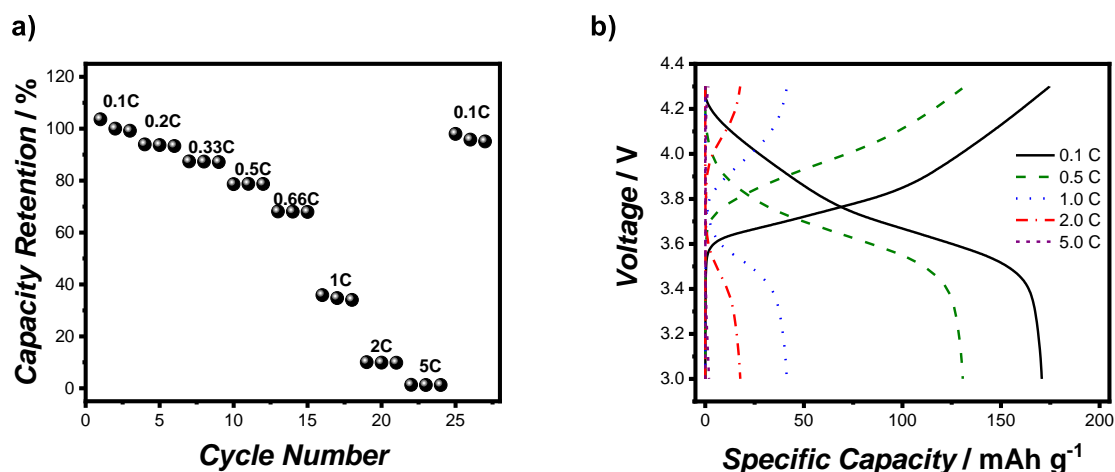 a)
120
100
80
60
40
20
0
Capacity Retention / %
0.1C
0.2C
0.33C
0.5C
0.66C
1C
2C
5C
0.1C
0 5 10 15 20 25
Cycle Number
b)
4.4
4.2
4.0
3.8
3.6
3.4
3.2
3.0
Voltage / V
0.1 C
0.5 C
1.0 C
2.0 C
5.0 C
0 50 100 150 200
Specific Capacity / mAh g⁻¹